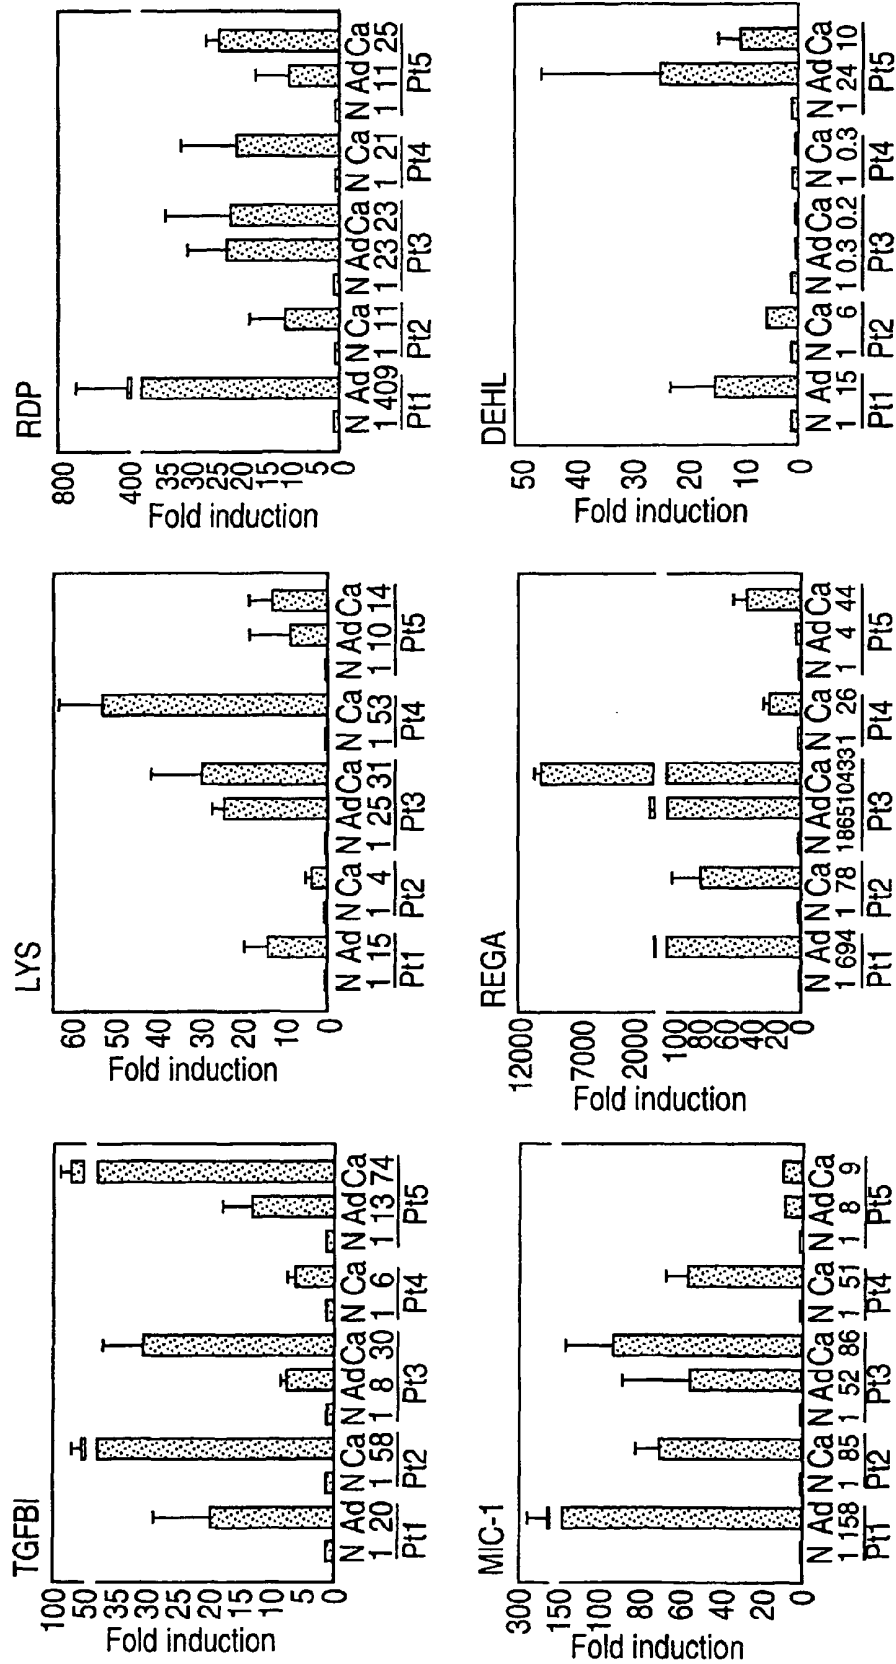 TGFBI
Fold induction
100
50
35
30
25
20
15
10
5
0
N Ad N Ca N Ad Ca N Ca N Ad Ca
1 20 1 58 1 8 30 1 6 1 13 74
Pt1 Pt2 Pt3 Pt4 Pt5
LYS
Fold induction
60
50
40
30
20
10
0
N Ad N Ca N Ad Ca N Ca N Ad Ca
1 15 1 4 1 25 31 1 53 1 10 14
Pt1 Pt2 Pt3 Pt4 Pt5
RDP
Fold induction
800
400
35
30
25
20
15
10
5
0
N Ad N Ca N Ad Ca N Ca N Ad Ca
1 409 1 11 1 23 23 1 21 1 11 25
Pt1 Pt2 Pt3 Pt4 Pt5
MIC-1
Fold induction
300
150
100
80
60
40
20
0
N Ad N Ca N Ad Ca N Ca N Ad Ca
1 158 1 85 1 52 86 1 51 1 8 9
Pt1 Pt2 Pt3 Pt4 Pt5
REGA
Fold induction
12000
7000
2000
100
80
60
40
20
0
N Ad N Ca N Ad Ca N Ca N Ad Ca
1 694 1 78 1865104331 26 1 4 44
Pt1 Pt2 Pt3 Pt4 Pt5
DEHL
Fold induction
50
40
30
20
10
0
N Ad N Ca N Ad Ca N Ca N Ad Ca
1 15 1 6 1 0.3 0.2 1 0.3 1 24 10
Pt1 Pt2 Pt3 Pt4 Pt5